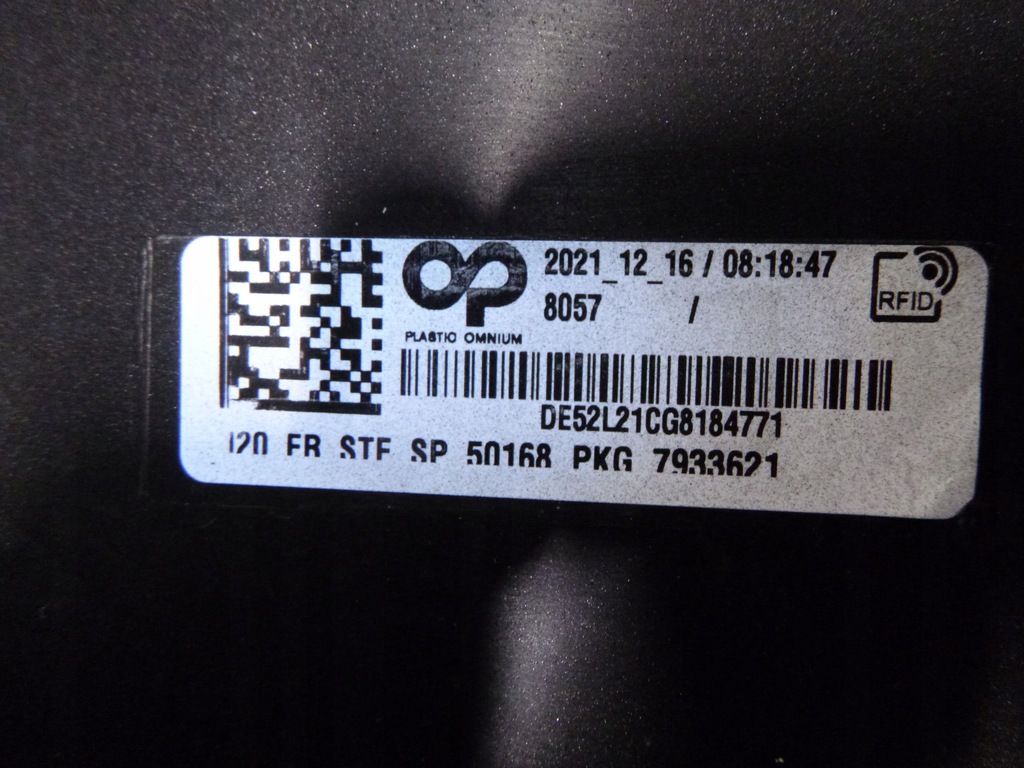 2021_12_16 / 08:18:47
8057 /
RFID
PLASTIC OMNIUM
DE52L21CG8184771
I20 FR STF SP 50168 PKG 7933621